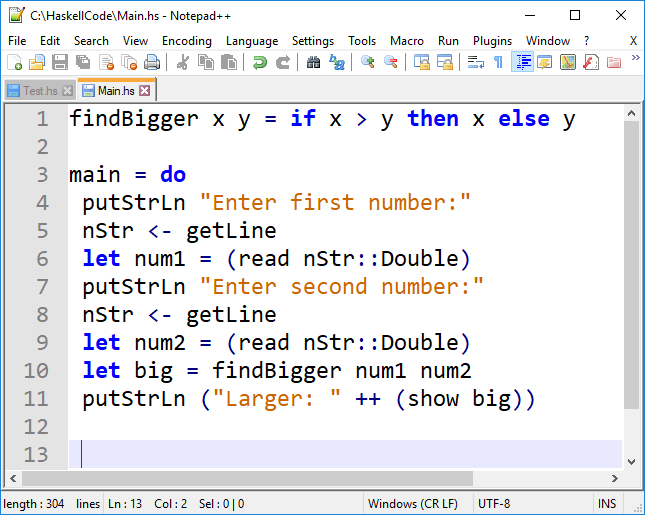 C:\HaskellCode\Main.hs - Notepad++
File Edit Search View Encoding Language Settings Tools Macro Run Plugins Window ? X
Test.hs Main.hs
1 findBigger x y = if x > y then x else y
2
3 main = do
4 putStrLn "Enter first number:"
5 nStr <- getLine
6 let num1 = (read nStr::Double)
7 putStrLn "Enter second number:"
8 nStr <- getLine
9 let num2 = (read nStr::Double)
10 let big = findBigger num1 num2
11 putStrLn ("Larger: " ++ (show big))
12
13
length : 304 lines Ln : 13 Col : 2 Sel : 0 | 0 Windows (CR LF) UTF-8 INS